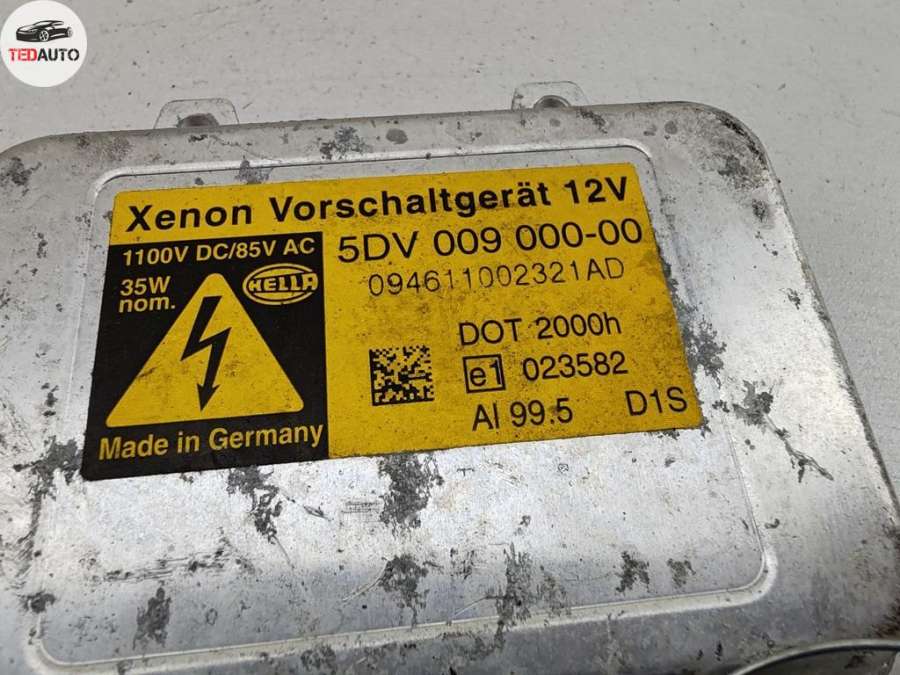 TEDAUTO
Xenon Vorschaltgerät 12V
1100V DC/85V AC
35W
nom.
HELLA
Made in Germany
5DV 009 000-00
094611002321AD
DOT 2000h
e1 023582
Al 99.5 D1S